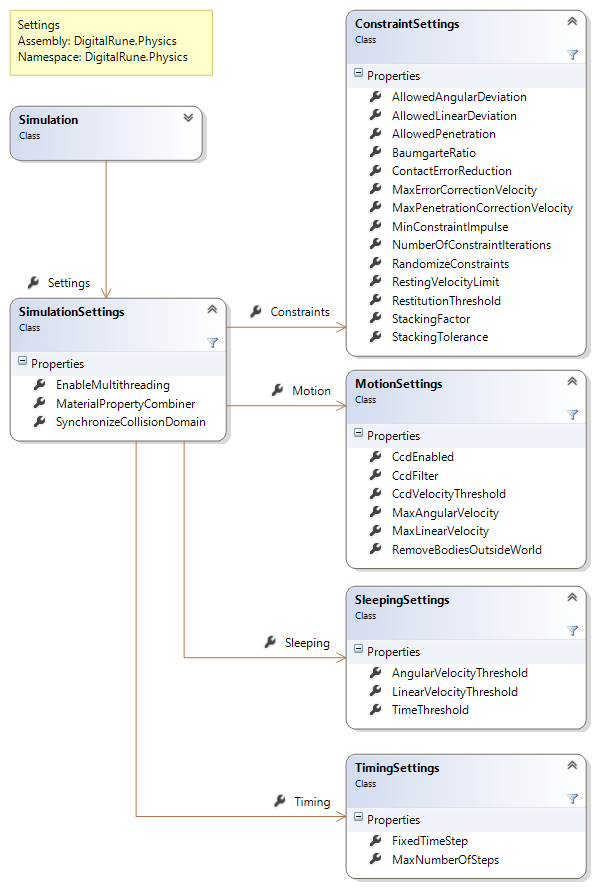 Settings
Assembly: DigitalRune.Physics
Namespace: DigitalRune.Physics
Simulation
Class
Settings
SimulationSettings
Class
Properties
EnableMultithreading
MaterialPropertyCombiner
SynchronizeCollisionDomain
Constraints
ConstraintSettings
Class
Properties
AllowedAngularDeviation
AllowedLinearDeviation
AllowedPenetration
BaumgarteRatio
ContactErrorReduction
MaxErrorCorrectionVelocity
MaxPenetrationCorrectionVelocity
MinConstraintImpulse
NumberOfConstraintIterations
RandomizeConstraints
RestingVelocityLimit
RestitutionThreshold
StackingFactor
StackingTolerance
Motion
MotionSettings
Class
Properties
CcdEnabled
CcdFilter
CcdVelocityThreshold
MaxAngularVelocity
MaxLinearVelocity
RemoveBodiesOutsideWorld
Sleeping
SleepingSettings
Class
Properties
AngularVelocityThreshold
LinearVelocityThreshold
TimeThreshold
Timing
TimingSettings
Class
Properties
FixedTimeStep
MaxNumberOfSteps